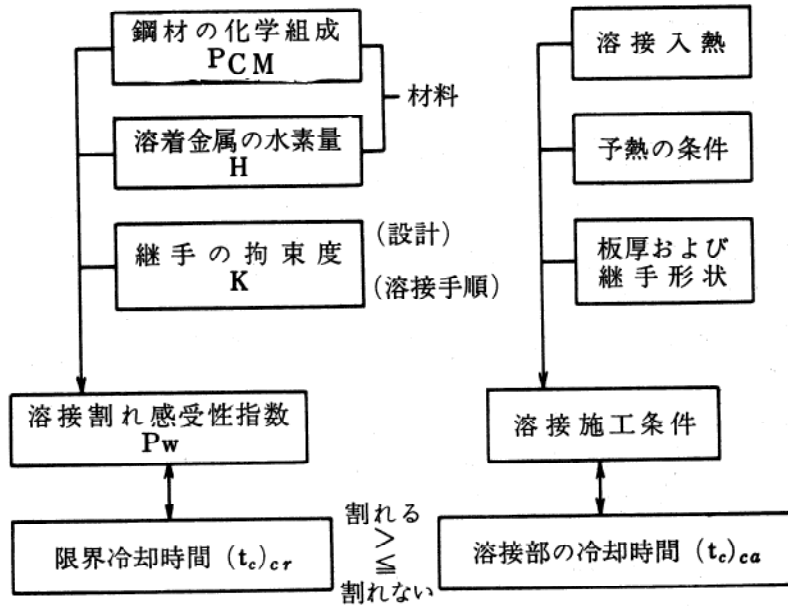 鋼材の化学組成
PCM
溶着金属の水素量
H
材料
継手の拘束度
K
(設計)
(溶接手順)
溶接割れ感受性指数
Pw
限界冷却時間 (tc)cr
割れる
>
≦
割れない
溶接入熱
予熱の条件
板厚および
継手形状
溶接施工条件
溶接部の冷却時間 (tc)ca